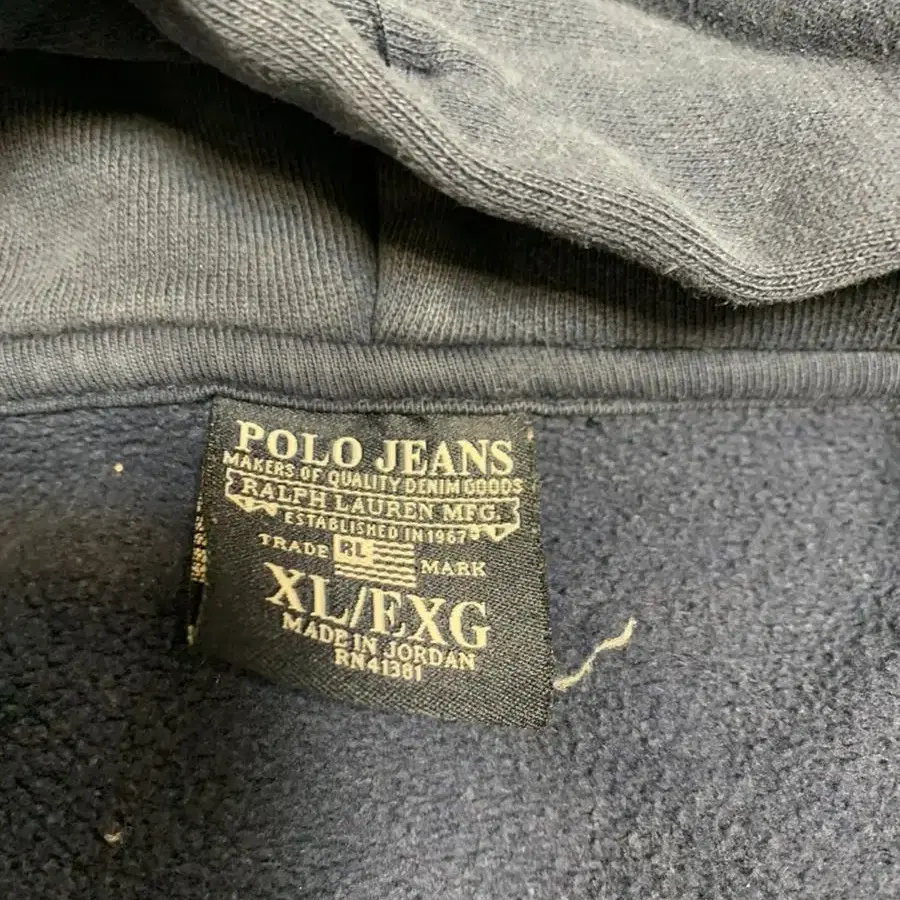 POLO JEANS
MAKERS OF QUALITY DENIM GOODS
RALPH LAUREN MFG.
ESTABLISHED IN 1967
TRADE RL MARK
XL/EXG
MADE IN JORDAN
RN41381